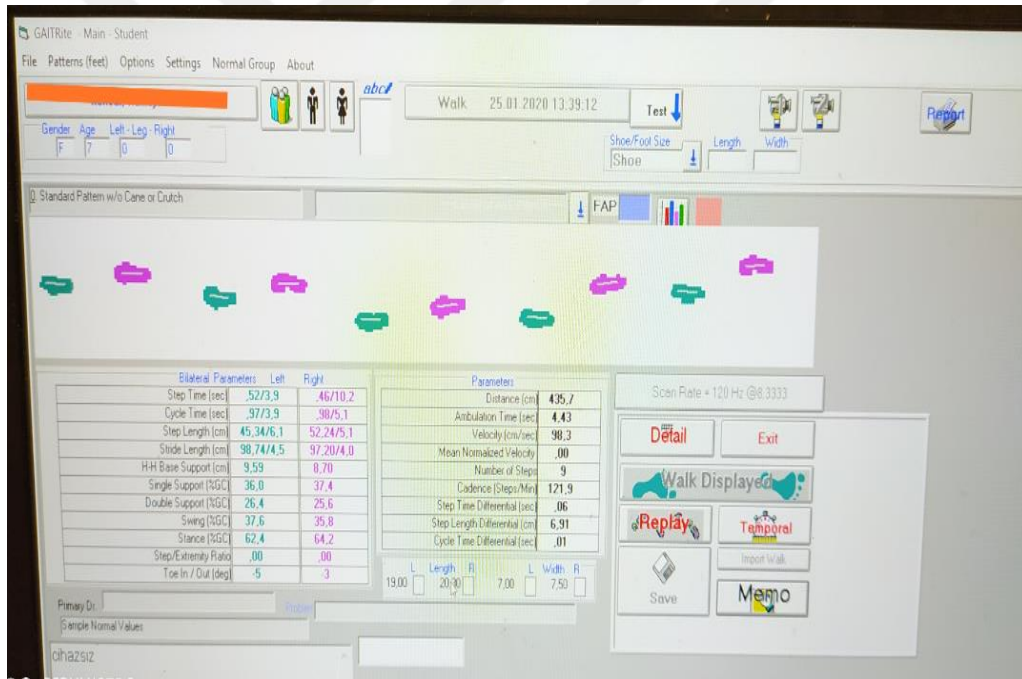 GAITRite - Main - Student
File Patterns (feet) Options Settings Normal Group About
abc
Walk 25.01.2020 13:39:12
Test
Report
Gender Age Left - Leg - Right
F 7 0 0
Shoe/Foot Size Length Width
Shoe
0 Standard Pattern w/o Cane or Crutch
FAP
Bilateral Parameters Left Right
Step Time (sec) ,52/3,9 ,46/10,2
Cycle Time (sec) ,97/3,9 ,98/5,1
Step Length (cm) 45,34/6,1 52,24/5,1
Stride Length (cm) 98,74/4,5 97,20/4,0
H-H Base Support (cm) 9,59 8,70
Single Support (%GC) 36,0 37,4
Double Support (%GC) 26,4 25,6
Swing (%GC) 37,6 35,8
Stance (%GC) 62,4 64,2
Step/Extremity Ratio ,00 ,00
Toe In / Out (deg) -5 -3
Parameters
Distance (cm) 435,7
Ambulation Time (sec) 4,43
Velocity (cm/sec) 98,3
Mean Normalized Velocity ,00
Number of Steps 9
Cadence (Steps/Min) 121,9
Step Time Differential (sec) ,06
Step Length Differential (cm) 6,91
Cycle Time Differential (sec) ,01
L Length R L Width R
19,00 20,00 7,00 7,50
Scan Rate = 120 Hz @8.3333
Detail Exit
Walk Displayed
Replay Temporal
Import Walk
Save Memo
Primary Dr.
Sample Normal Values
cihazsiz